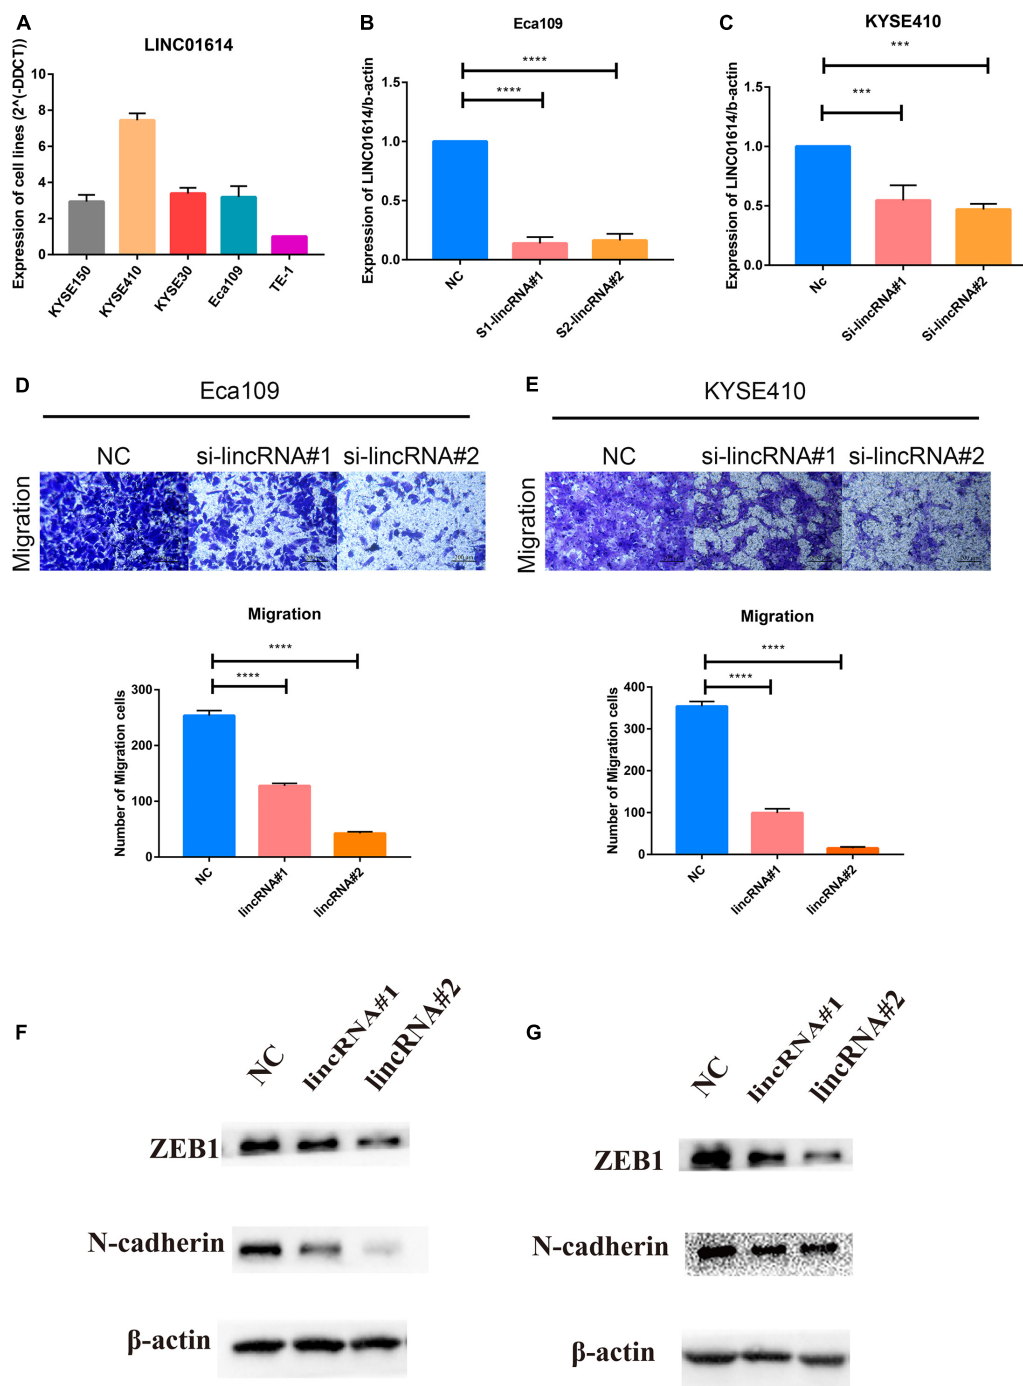 A
LINC01614
Expression of cell lines (2^(-DDCT))
10
8
6
4
2
0
KYSE150
KYSE410
KYSE30
Eca109
TE-1
B
Eca109
Expression of LINC01614/b-actin
****
****
1.5
1.0
0.5
0.0
NC
S1-lincRNA#1
S2-lincRNA#2
C
KYSE410
Expression of LINC01614/b-actin
***
***
1.5
1.0
0.5
0.0
Nc
Si-lincRNA#1
Si-lincRNA#2
D
Eca109
NC si-lincRNA#1 si-lincRNA#2
Migration
Migration
****
****
Number of Migration cells
300
200
100
0
NC
lincRNA#1
lincRNA#2
E
KYSE410
NC si-lincRNA#1 si-lincRNA#2
Migration
Migration
****
****
Number of Migration cells
400
300
200
100
0
NC
lincRNA#1
lincRNA#2
F
NC lincRNA#1 lincRNA#2
ZEB1
N-cadherin
β-actin
G
NC lincRNA#1 lincRNA#2
ZEB1
N-cadherin
β-actin